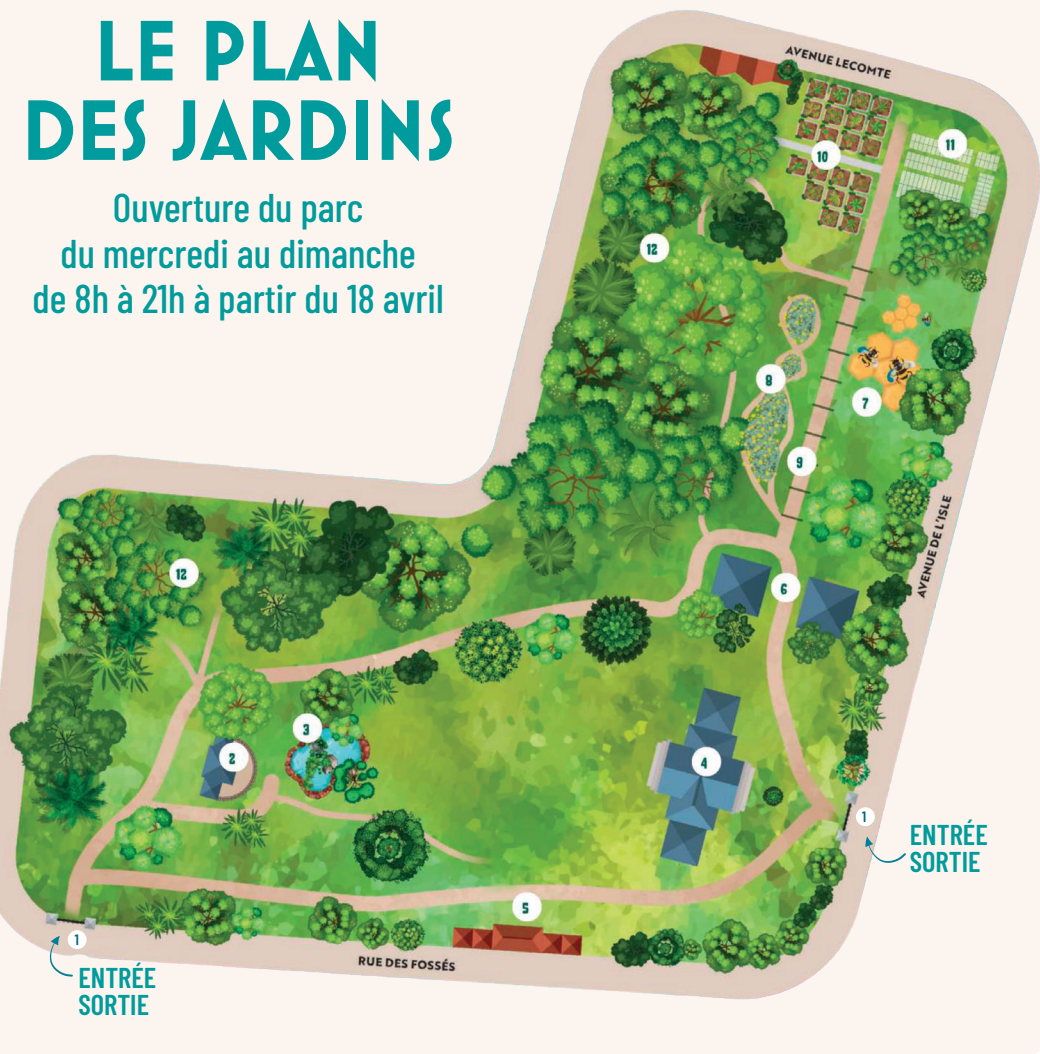 LE PLAN
DES JARDINS
Ouverture du parc
du mercredi au dimanche
de 8h à 21h à partir du 18 avril
AVENUE LECOMTE
11
10
12
8
7
9
AVENUE DE L'ISLE
12
6
3
2
4
1
ENTRÉE
SORTIE
5
1
RUE DES FOSSÉS
ENTRÉE
SORTIE